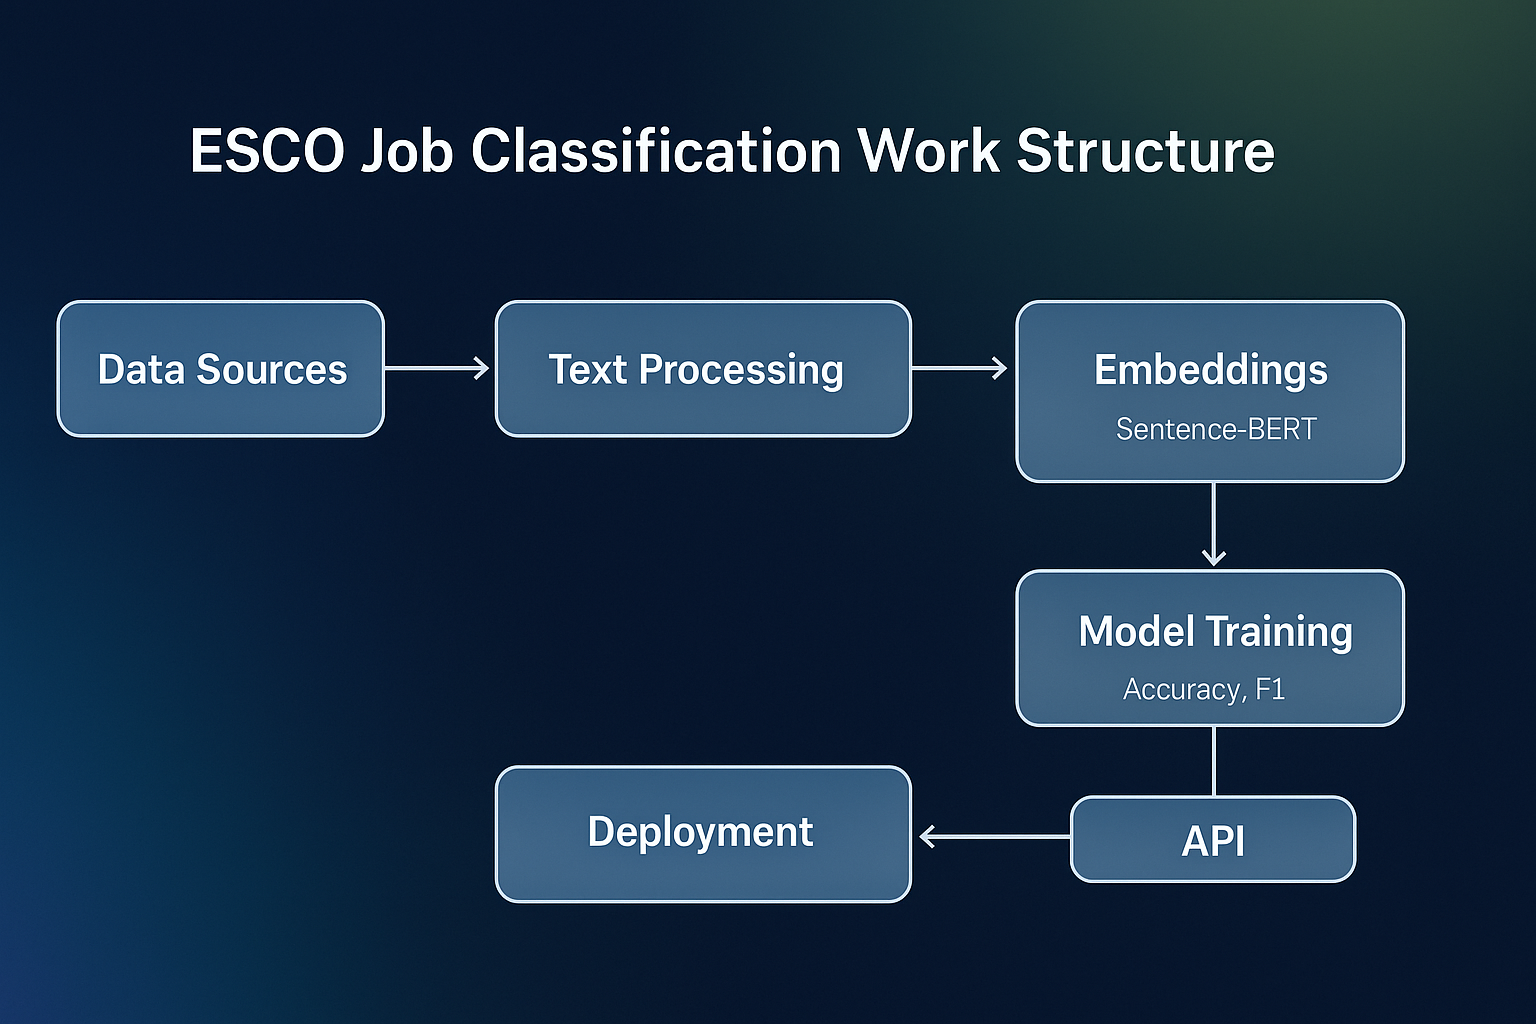 ESCO Job Classification Work Structure
Data Sources
Text Processing
Embeddings
Sentence-BERT
Model Training
Accuracy, F1
API
Deployment